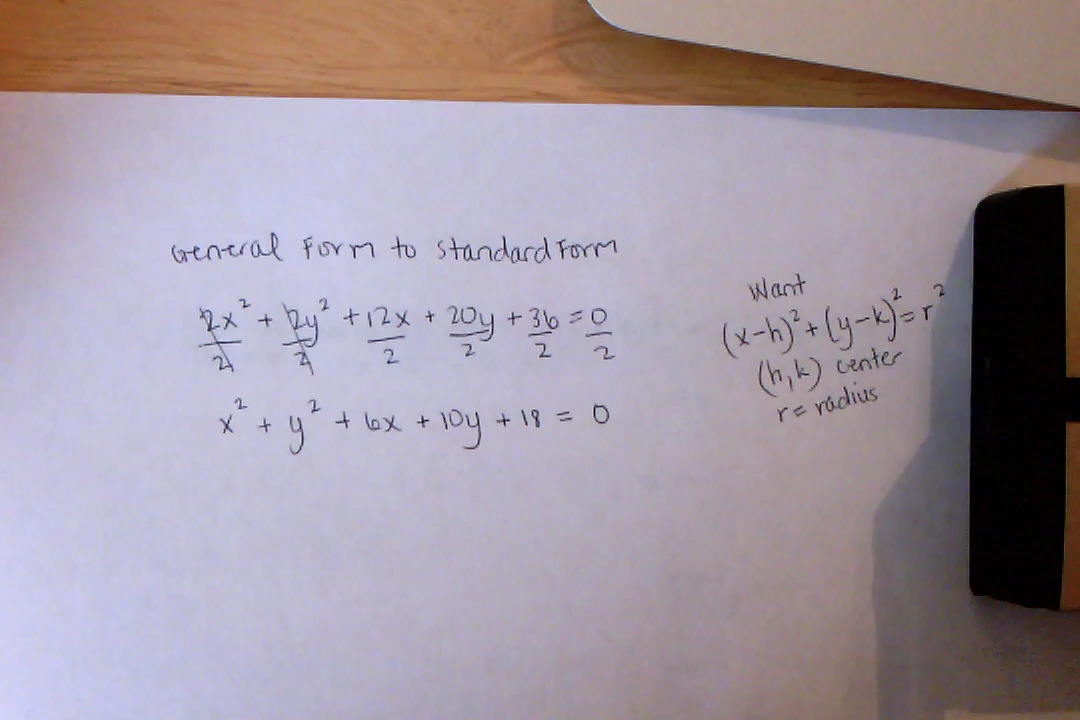 General Form to Standard Form
2x² + 2y² + 12x + 20y + 36 = 0
2 2 2 2 2 2
x² + y² + 6x + 10y + 18 = 0
Want
(x-h)² + (y-k)² = r²
(h,k) center
r = radius